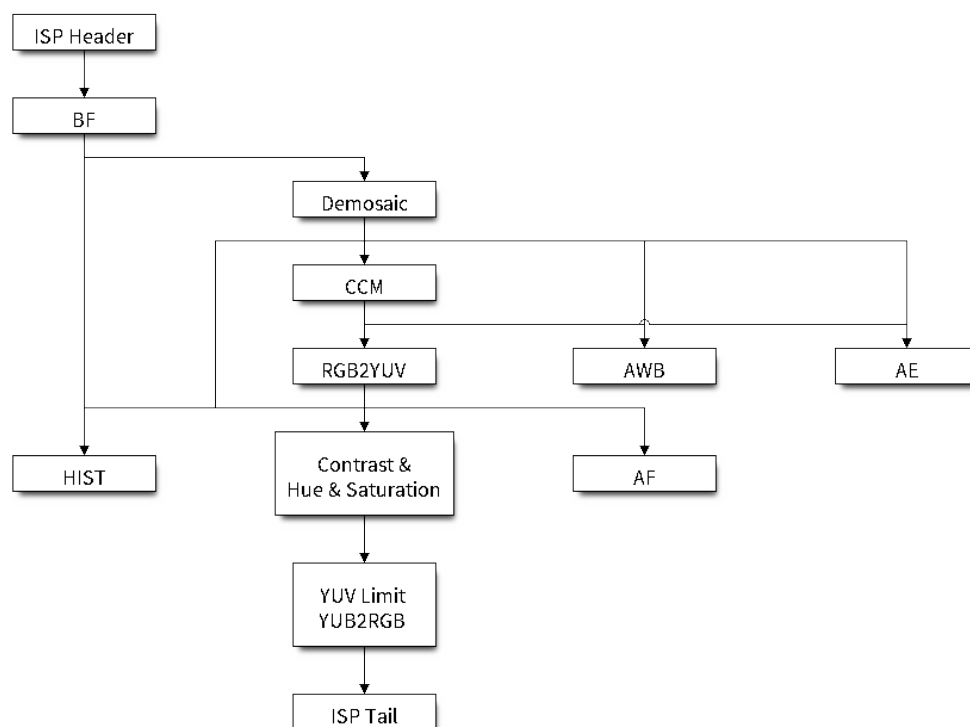 ISP Header
BF
Demosaic
CCM
RGB2YUV
AWB
AE
HIST
Contrast &
Hue & Saturation
AF
YUV Limit
YUB2RGB
ISP Tail